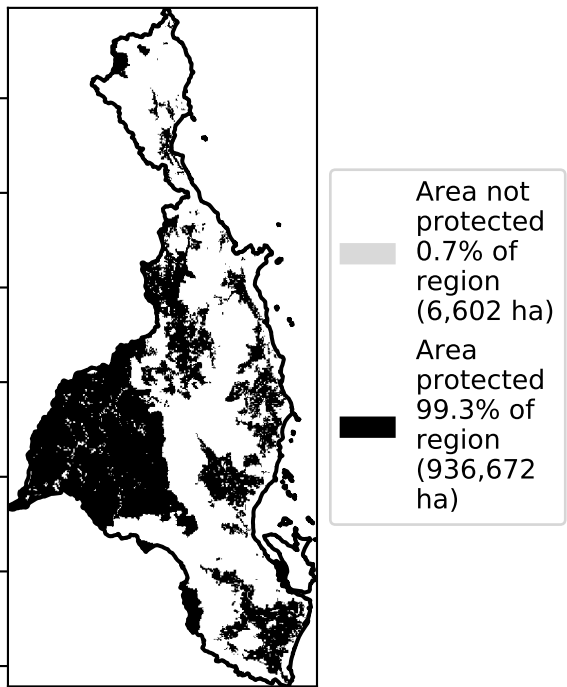 Area not
protected
0.7% of
region
(6,602 ha)
Area
protected
99.3% of
region
(936,672
ha)